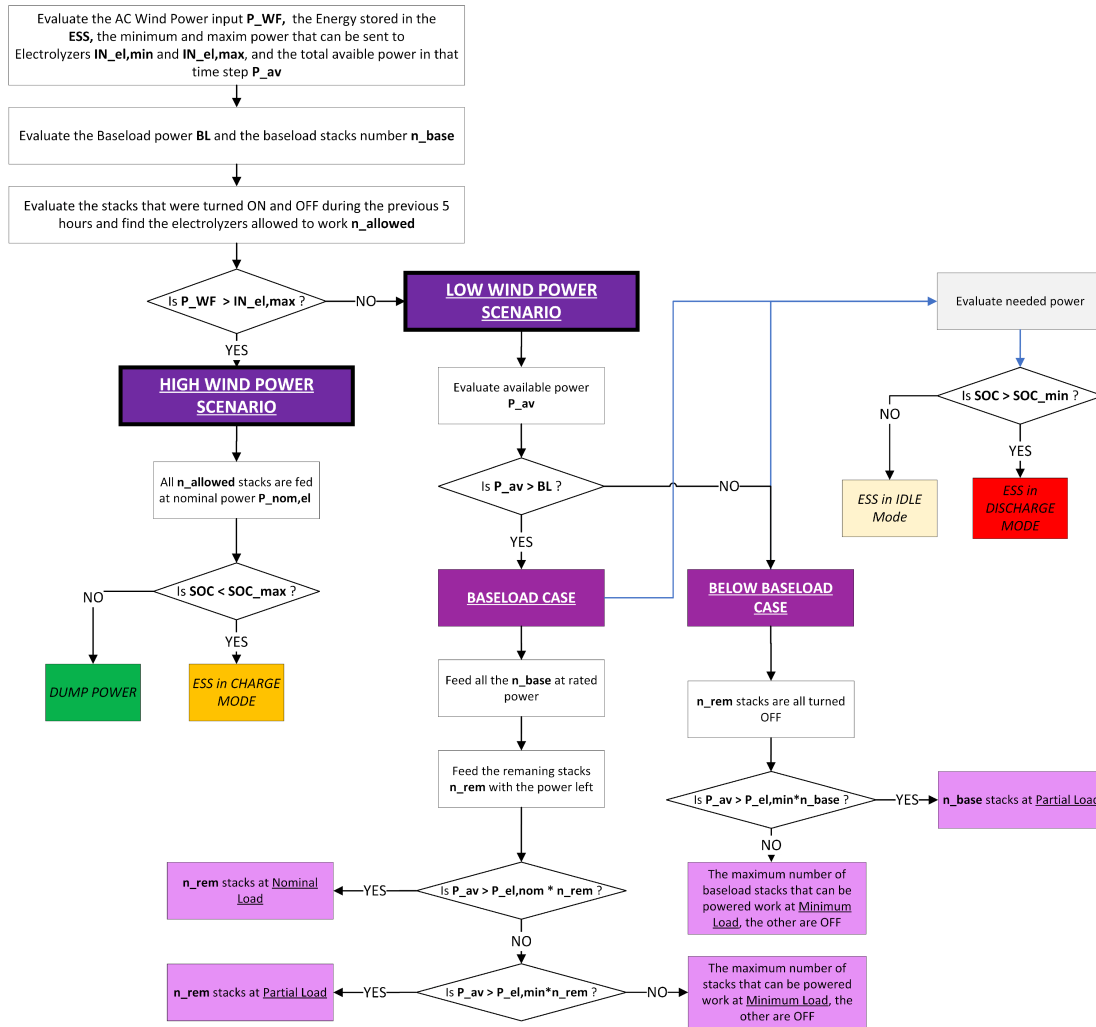 Evaluate the AC Wind Power input P_WF, the Energy stored in the
ESS, the minimum and maxim power that can be sent to
Electrolyzers IN_el,min and IN_el,max, and the total avaible power in that
time step P_av
Evaluate the Baseload power BL and the baseload stacks number n_base
Evaluate the stacks that were turned ON and OFF during the previous 5
hours and find the electrolyzers allowed to work n_allowed
Is P_WF > IN_el,max ?
NO
YES
LOW WIND POWER
SCENARIO
Evaluate needed power
HIGH WIND POWER
SCENARIO
Evaluate available power
P_av
Is SOC > SOC_min ?
NO
YES
All n_allowed stacks are fed
at nominal power P_nom,el
Is P_av > BL ?
NO
YES
ESS in IDLE
Mode
ESS in
DISCHARGE
MODE
Is SOC < SOC_max ?
NO
YES
BASELOAD CASE
BELOW BASELOAD
CASE
DUMP POWER
ESS in CHARGE
MODE
Feed all the n_base at rated
power
n_rem stacks are all turned
OFF
Feed the remaning stacks
n_rem with the power left
Is P_av > P_el,min*n_base ?
YES
n_base stacks at Partial Load
NO
n_rem stacks at Nominal
Load
YES
Is P_av > P_el,nom * n_rem ?
The maximum number of
baseload stacks that can be
powered work at Minimum
Load, the other are OFF
NO
n_rem stacks at Partial Load
YES
Is P_av > P_el,min*n_rem ?
NO
The maximum number of
stacks that can be powered
work at Minimum Load, the
other are OFF